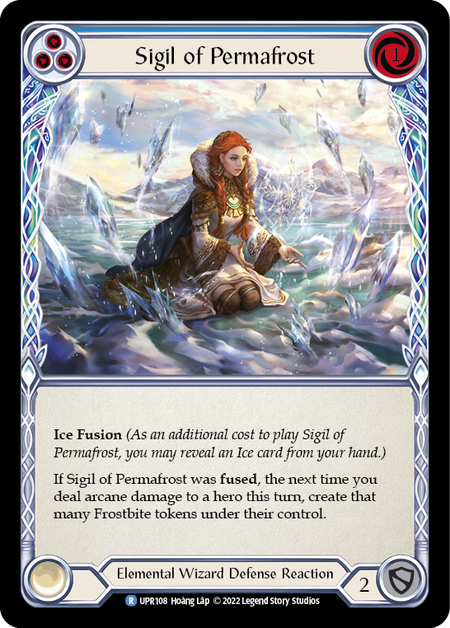 Sigil of Permafrost
1
Ice Fusion (As an additional cost to play Sigil of
Permafrost, you may reveal an Ice card from your hand.)
If Sigil of Permafrost was fused, the next time you
deal arcane damage to a hero this turn, create that
many Frostbite tokens under their control.
Elemental Wizard Defense Reaction
2
R UPR108 Hoàng Lập © 2022 Legend Story Studios